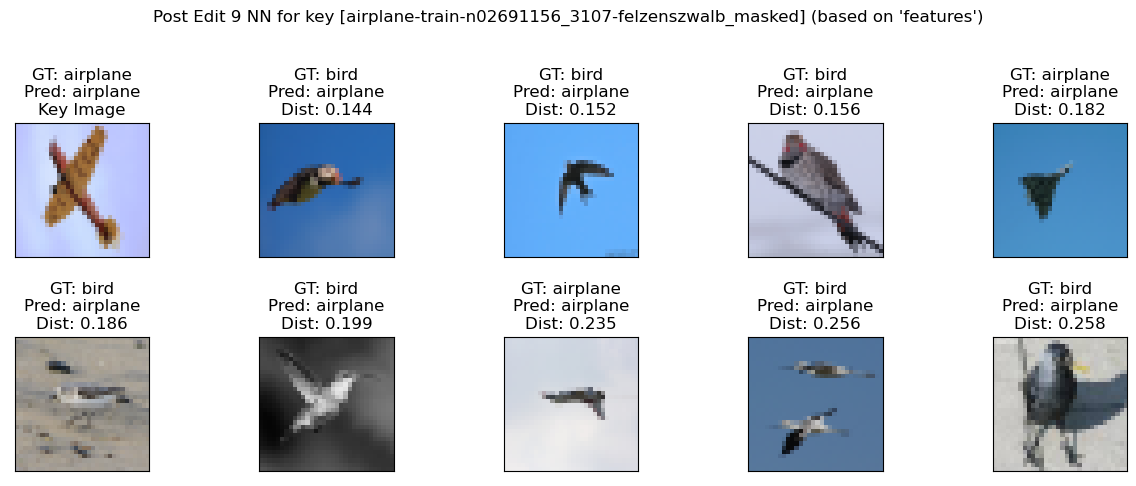 Post Edit 9 NN for key [airplane-train-n02691156_3107-felzenszwalb_masked] (based on 'features')
GT: airplane
Pred: airplane
Key Image
GT: bird
Pred: airplane
Dist: 0.144
GT: bird
Pred: airplane
Dist: 0.152
GT: bird
Pred: airplane
Dist: 0.156
GT: airplane
Pred: airplane
Dist: 0.182
GT: bird
Pred: airplane
Dist: 0.186
GT: bird
Pred: airplane
Dist: 0.199
GT: airplane
Pred: airplane
Dist: 0.235
GT: bird
Pred: airplane
Dist: 0.256
GT: bird
Pred: airplane
Dist: 0.258